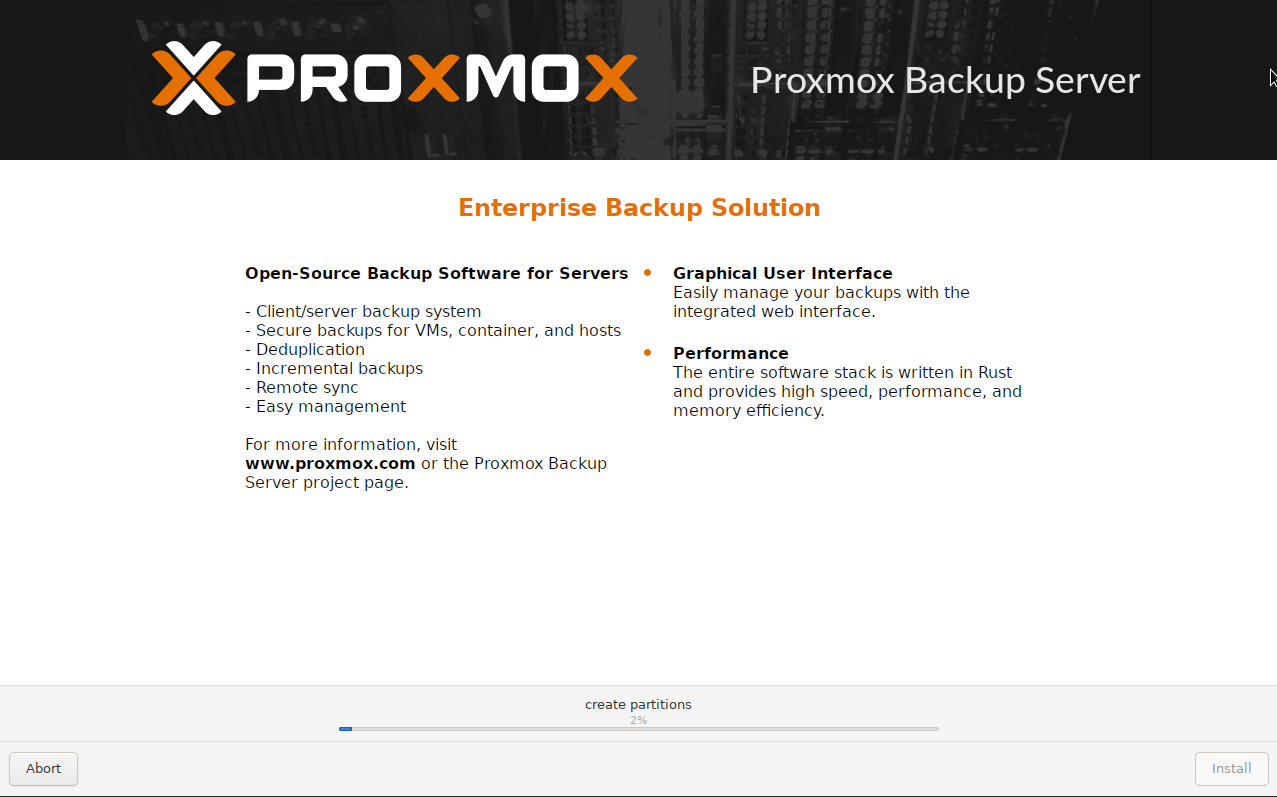 PROXMOX
Proxmox Backup Server
Enterprise Backup Solution
Open-Source Backup Software for Servers
- Client/server backup system
- Secure backups for VMs, container, and hosts
- Deduplication
- Incremental backups
- Remote sync
- Easy management
For more information, visit
www.proxmox.com or the Proxmox Backup
Server project page.
Graphical User Interface
Easily manage your backups with the
integrated web interface.
Performance
The entire software stack is written in Rust
and provides high speed, performance, and
memory efficiency.
create partitions
2%
Abort
Install